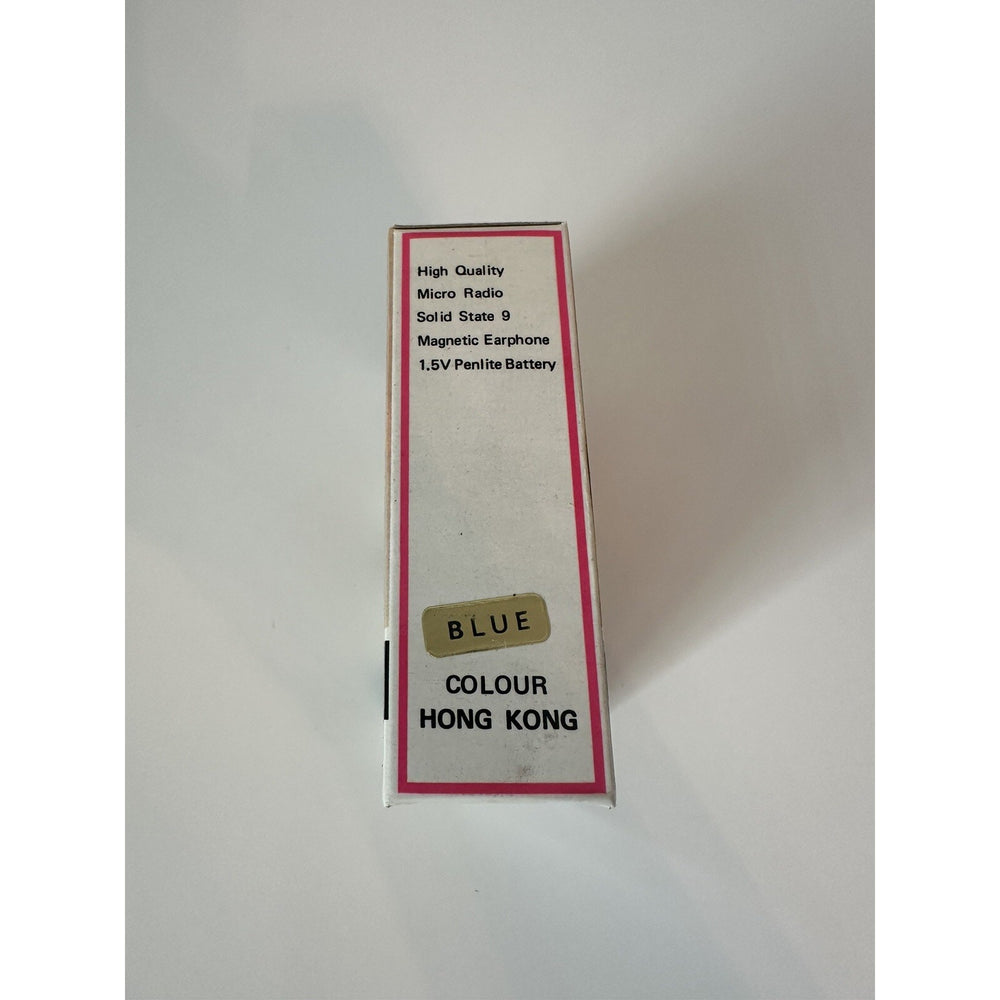 High Quality
Micro Radio
Solid State 9
Magnetic Earphone
1.5V Penlite Battery
BLUE
COLOUR
HONG KONG